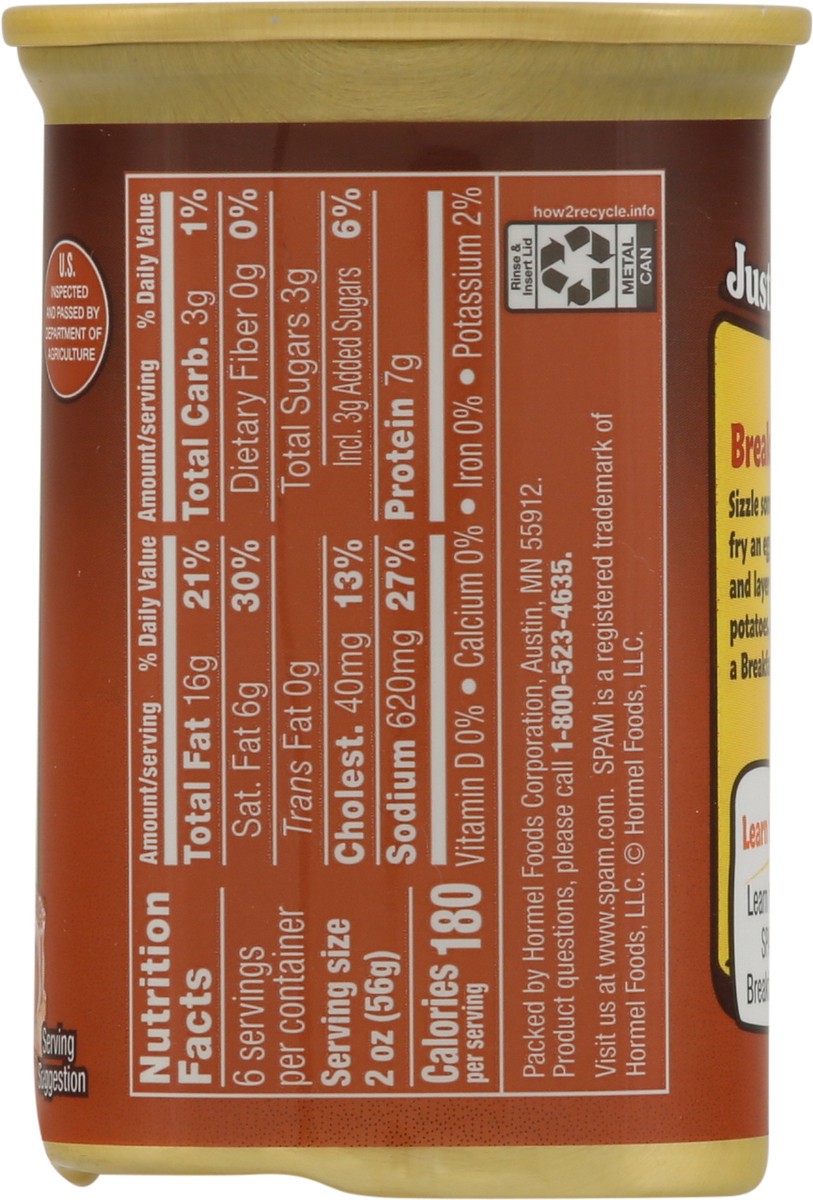 U.S.
INSPECTED
AND PASSED BY
DEPARTMENT OF
AGRICULTURE
Serving
Suggestion
Nutrition
Facts
6 servings
per container
Serving size
2 oz (56g)
Calories 180
per serving
Amount/serving % Daily Value
Total Fat 16g 21%
Sat. Fat 6g 30%
Trans Fat 0g
Cholest. 40mg 13%
Sodium 620mg 27%
Amount/serving % Daily Value
Total Carb. 3g 1%
Dietary Fiber 0g 0%
Total Sugars 3g
Incl. 3g Added Sugars 6%
Protein 7g
Vitamin D 0% • Calcium 0% • Iron 0% • Potassium 2%
Packed by Hormel Foods Corporation, Austin, MN 55912.
Product questions, please call 1-800-523-4635.
Visit us at www.spam.com. SPAM is a registered trademark of
Hormel Foods, LLC. © Hormel Foods, LLC.
how2recycle.info
Rinse &
Insert Lid
METAL
CAN
Sizzle
fry an
and
a
Learn
Learn